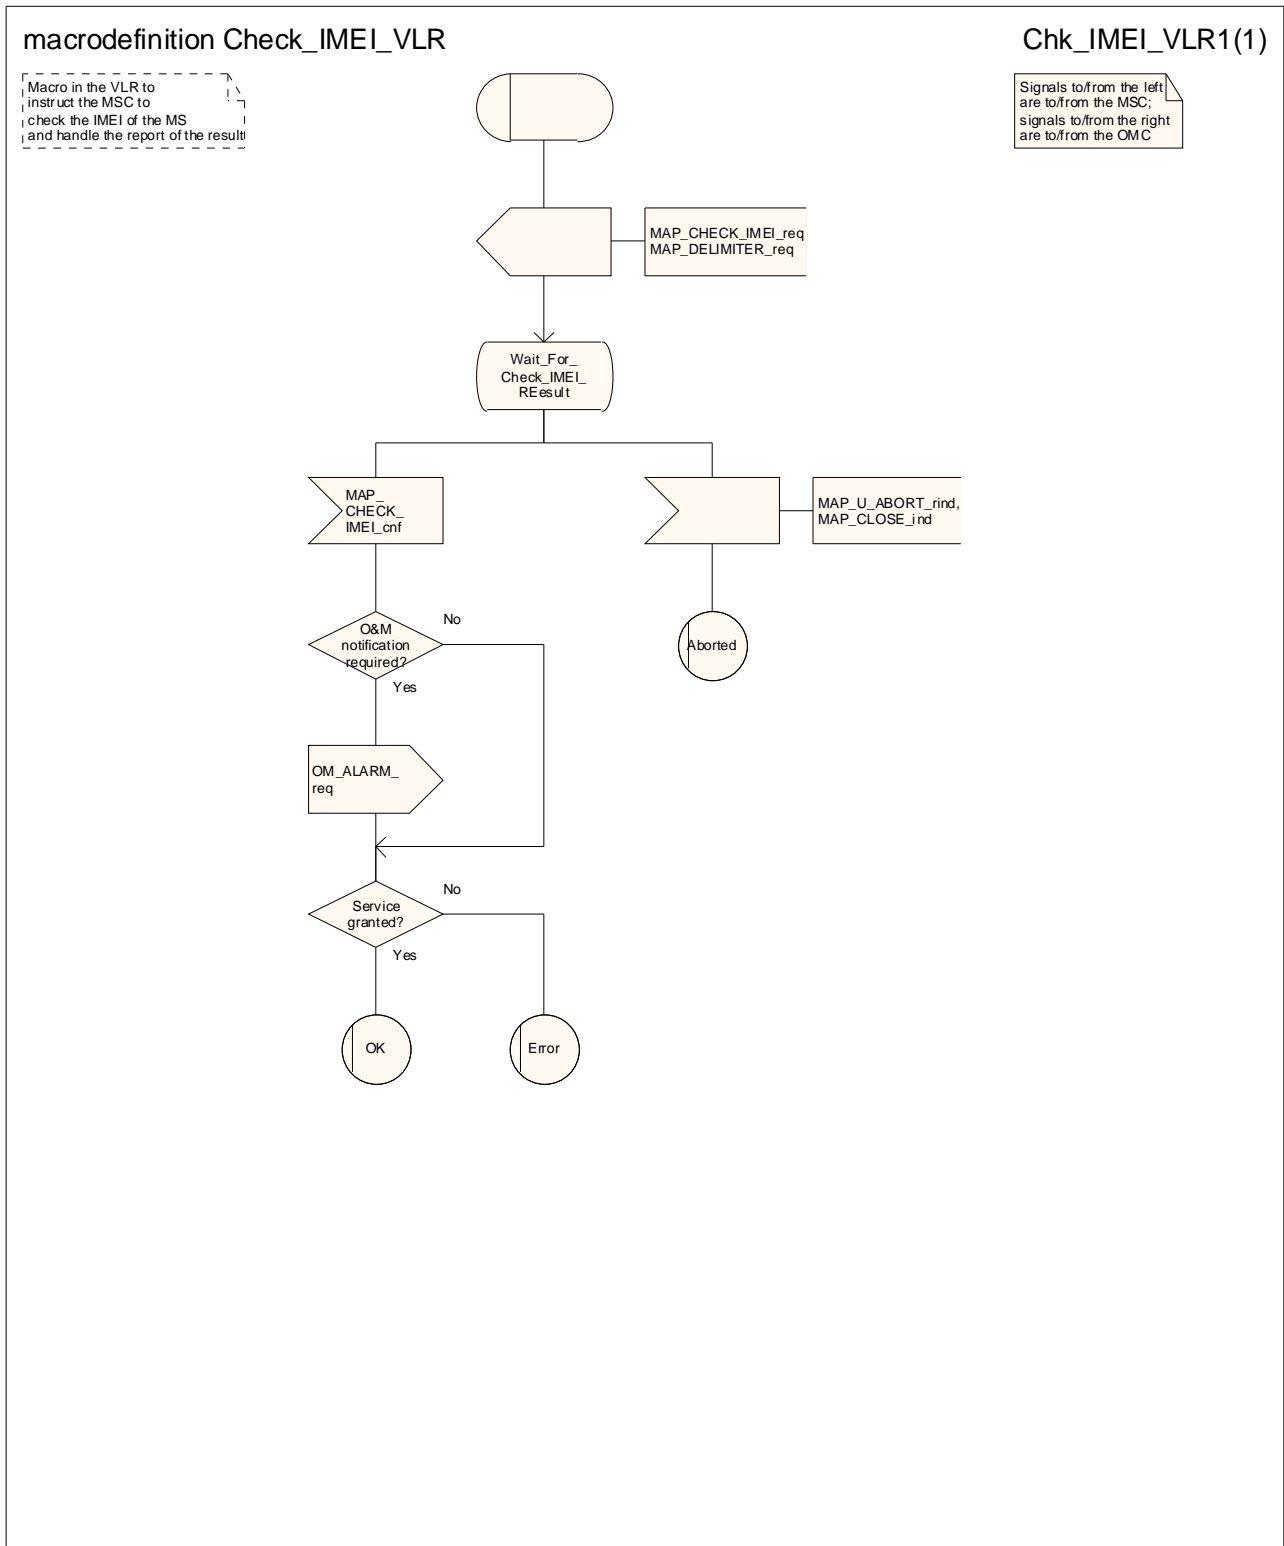 macrodefinition Check_IMEI_VLR
Chk_IMEI_VLR1(1)
Macro in the VLR to
instruct the MSC to
check the IMEI of the MS
and handle the report of the result
Signals to/from the left
are to/from the MSC;
signals to/from the right
are to/from the OMC
MAP_CHECK_IMEI_req
MAP_DELIMITER_req
Wait_For_
Check_IMEI_
REesult
MAP_
CHECK_
IMEI_cnf
MAP_U_ABORT_rind,
MAP_CLOSE_ind
O&M
notification
required?
No
Yes
Aborted
OM_ALARM_
req
Service
granted?
No
Yes
OK
Error